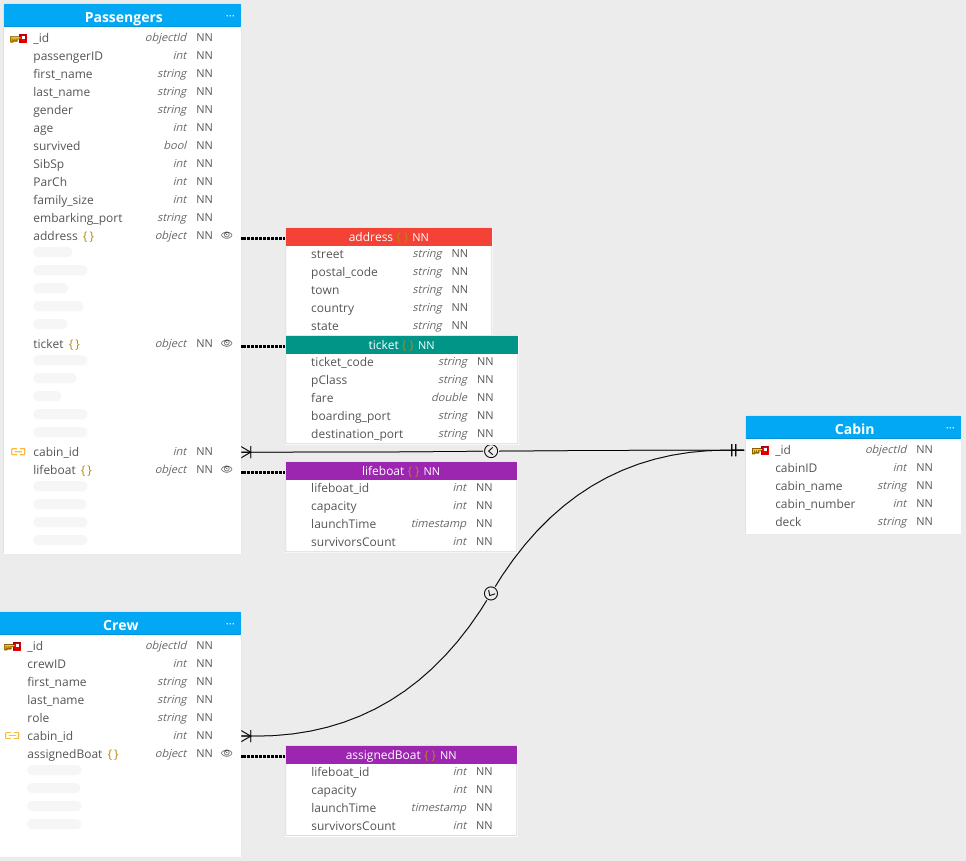 Passengers ...
_id objectId NN
passengerID int NN
first_name string NN
last_name string NN
gender string NN
age int NN
survived bool NN
SibSp int NN
ParCh int NN
family_size int NN
embarking_port string NN
address { } object NN
ticket { } object NN
cabin_id int NN
lifeboat { } object NN
address { } NN
street string NN
postal_code string NN
town string NN
country string NN
state string NN
ticket { } NN
ticket_code string NN
pClass string NN
fare double NN
boarding_port string NN
destination_port string NN
lifeboat { } NN
lifeboat_id int NN
capacity int NN
launchTime timestamp NN
survivorsCount int NN
Cabin ...
_id objectId NN
cabinID int NN
cabin_name string NN
cabin_number int NN
deck string NN
Crew ...
_id objectId NN
crewID int NN
first_name string NN
last_name string NN
role string NN
cabin_id int NN
assignedBoat { } object NN
assignedBoat { } NN
lifeboat_id int NN
capacity int NN
launchTime timestamp NN
survivorsCount int NN